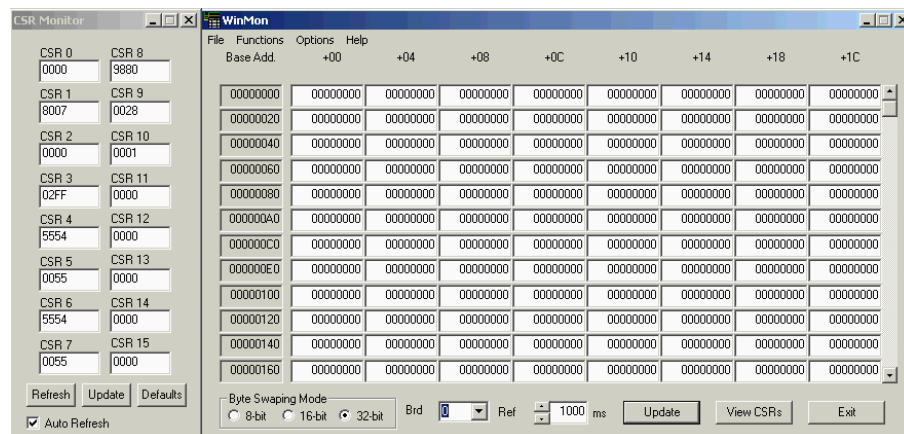 CSR Monitor
CSR 0 CSR 8
0000 9880
CSR 1 CSR 9
8007 0028
CSR 2 CSR 10
0000 0001
CSR 3 CSR 11
02FF 0000
CSR 4 CSR 12
5554 0000
CSR 5 CSR 13
0055 0000
CSR 6 CSR 14
5554 0000
CSR 7 CSR 15
0055 0000
Refresh Update Defaults
Auto Refresh
WinMon
File Functions Options Help
Base Add. +00 +04 +08 +0C +10 +14 +18 +1C
00000000 00000000 00000000 00000000 00000000 00000000 00000000 00000000 00000000
00000020 00000000 00000000 00000000 00000000 00000000 00000000 00000000 00000000
00000040 00000000 00000000 00000000 00000000 00000000 00000000 00000000 00000000
00000060 00000000 00000000 00000000 00000000 00000000 00000000 00000000 00000000
00000080 00000000 00000000 00000000 00000000 00000000 00000000 00000000 00000000
000000A0 00000000 00000000 00000000 00000000 00000000 00000000 00000000 00000000
000000C0 00000000 00000000 00000000 00000000 00000000 00000000 00000000 00000000
000000E0 00000000 00000000 00000000 00000000 00000000 00000000 00000000 00000000
00000100 00000000 00000000 00000000 00000000 00000000 00000000 00000000 00000000
00000120 00000000 00000000 00000000 00000000 00000000 00000000 00000000 00000000
00000140 00000000 00000000 00000000 00000000 00000000 00000000 00000000 00000000
00000160 00000000 00000000 00000000 00000000 00000000 00000000 00000000 00000000
Byte Swaping Mode
8-bit 16-bit 32-bit Brd 0 Ref 1000 ms Update View CSRs Exit